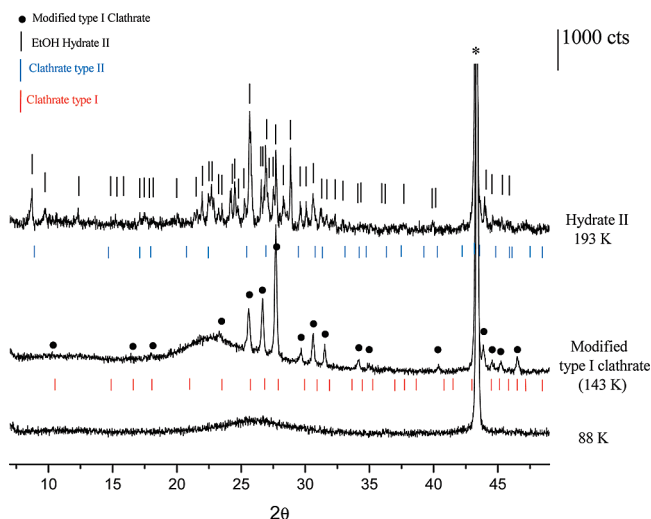 Modified type I Clathrate
EtOH Hydrate II
Clathrate type II
Clathrate type I
1000 cts
*
Hydrate II
193 K
Modified
type I clathrate
(143 K)
88 K
10 15 20 25 30 35 40 45
2θ